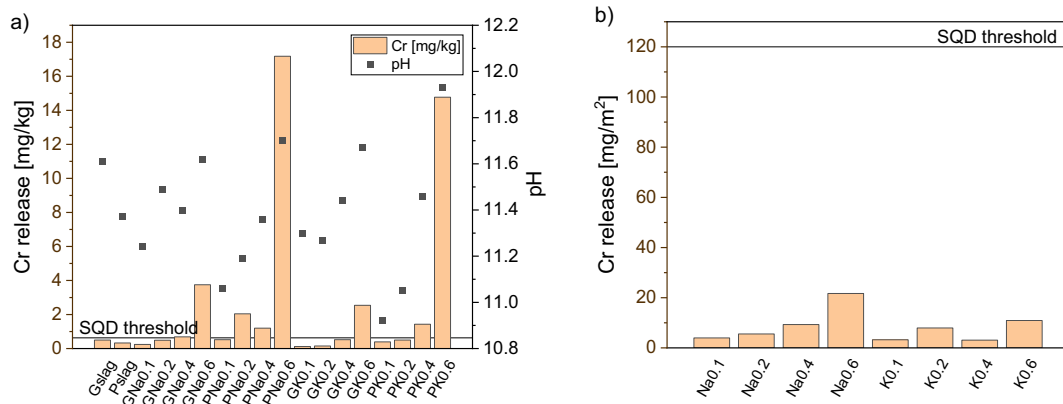 a)
Cr release [mg/kg]
18
16
14
12
10
8
6
4
2
0
Cr [mg/kg]
pH
SQD threshold
12.2
12.0
11.8
11.6
11.4
11.2
11.0
10.8
pH
Gslag
Pslag
GNa0.1
GNa0.2
GNa0.4
GNa0.6
PNa0.1
PNa0.2
PNa0.4
PNa0.6
GK0.1
GK0.2
GK0.4
GK0.6
PK0.1
PK0.2
PK0.4
PK0.6
b)
Cr release [mg/m²]
120
100
80
60
40
20
0
SQD threshold
Na0.1
Na0.2
Na0.4
Na0.6
K0.1
K0.2
K0.4
K0.6